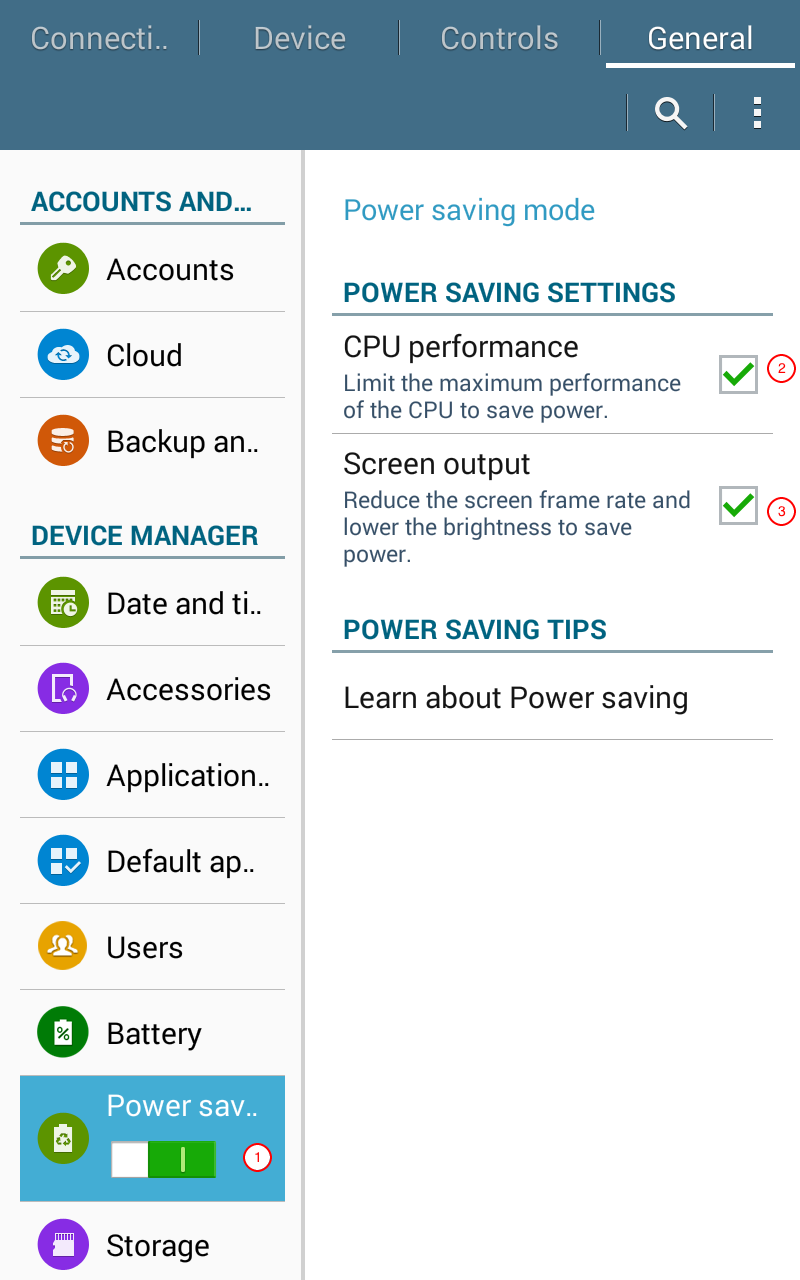 Connecti..
Device
Controls
General
ACCOUNTS AND...
Accounts
Cloud
Backup an..
DEVICE MANAGER
Date and ti..
Accessories
Application..
Default ap..
Users
%
Battery
Power sav..
1
Storage
Power saving mode
POWER SAVING SETTINGS
CPU performance
Limit the maximum performance
of the CPU to save power.
2
Screen output
Reduce the screen frame rate and
lower the brightness to save
power.
3
POWER SAVING TIPS
Learn about Power saving